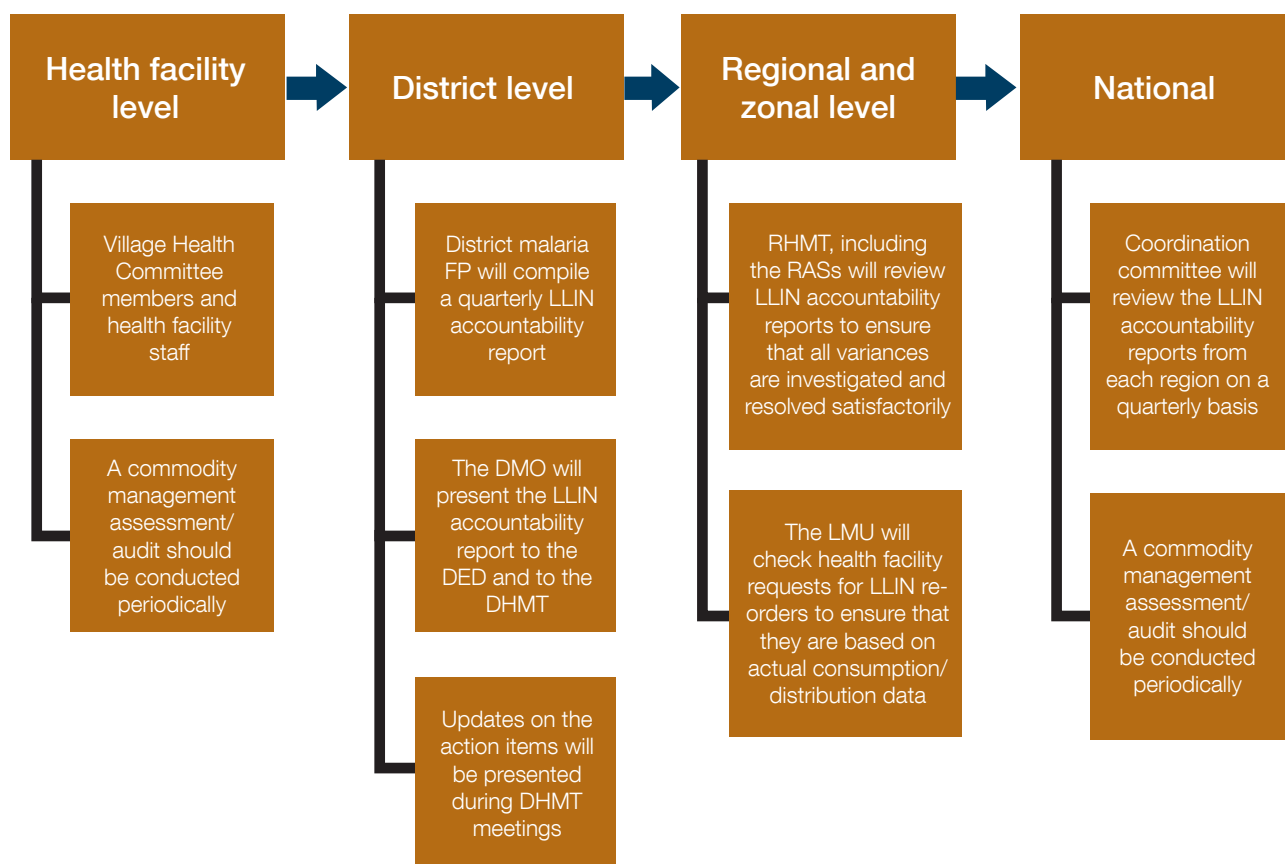 Health facility
level
Village Health
Committee
members and
health facility
staff
A commodity
management
assessment/
audit should
be conducted
periodically
District level
District malaria
FP will compile
a quarterly LLIN
accountability
report
The DMO will
present the LLIN
accountability
report to the
DED and to the
DHMT
Updates on the
action items will
be presented
during DHMT
meetings
Regional and
zonal level
RHMT, including
the RASs will review
LLIN accountability
reports to ensure
that all variances
are investigated and
resolved satisfactorily
The LMU will
check health facility
requests for LLIN re-
orders to ensure that
they are based on
actual consumption/
distribution data
National
Coordination
committee will
review the LLIN
accountability
reports from
each region on a
quarterly basis
A commodity
management
assessment/
audit should
be conducted
periodically